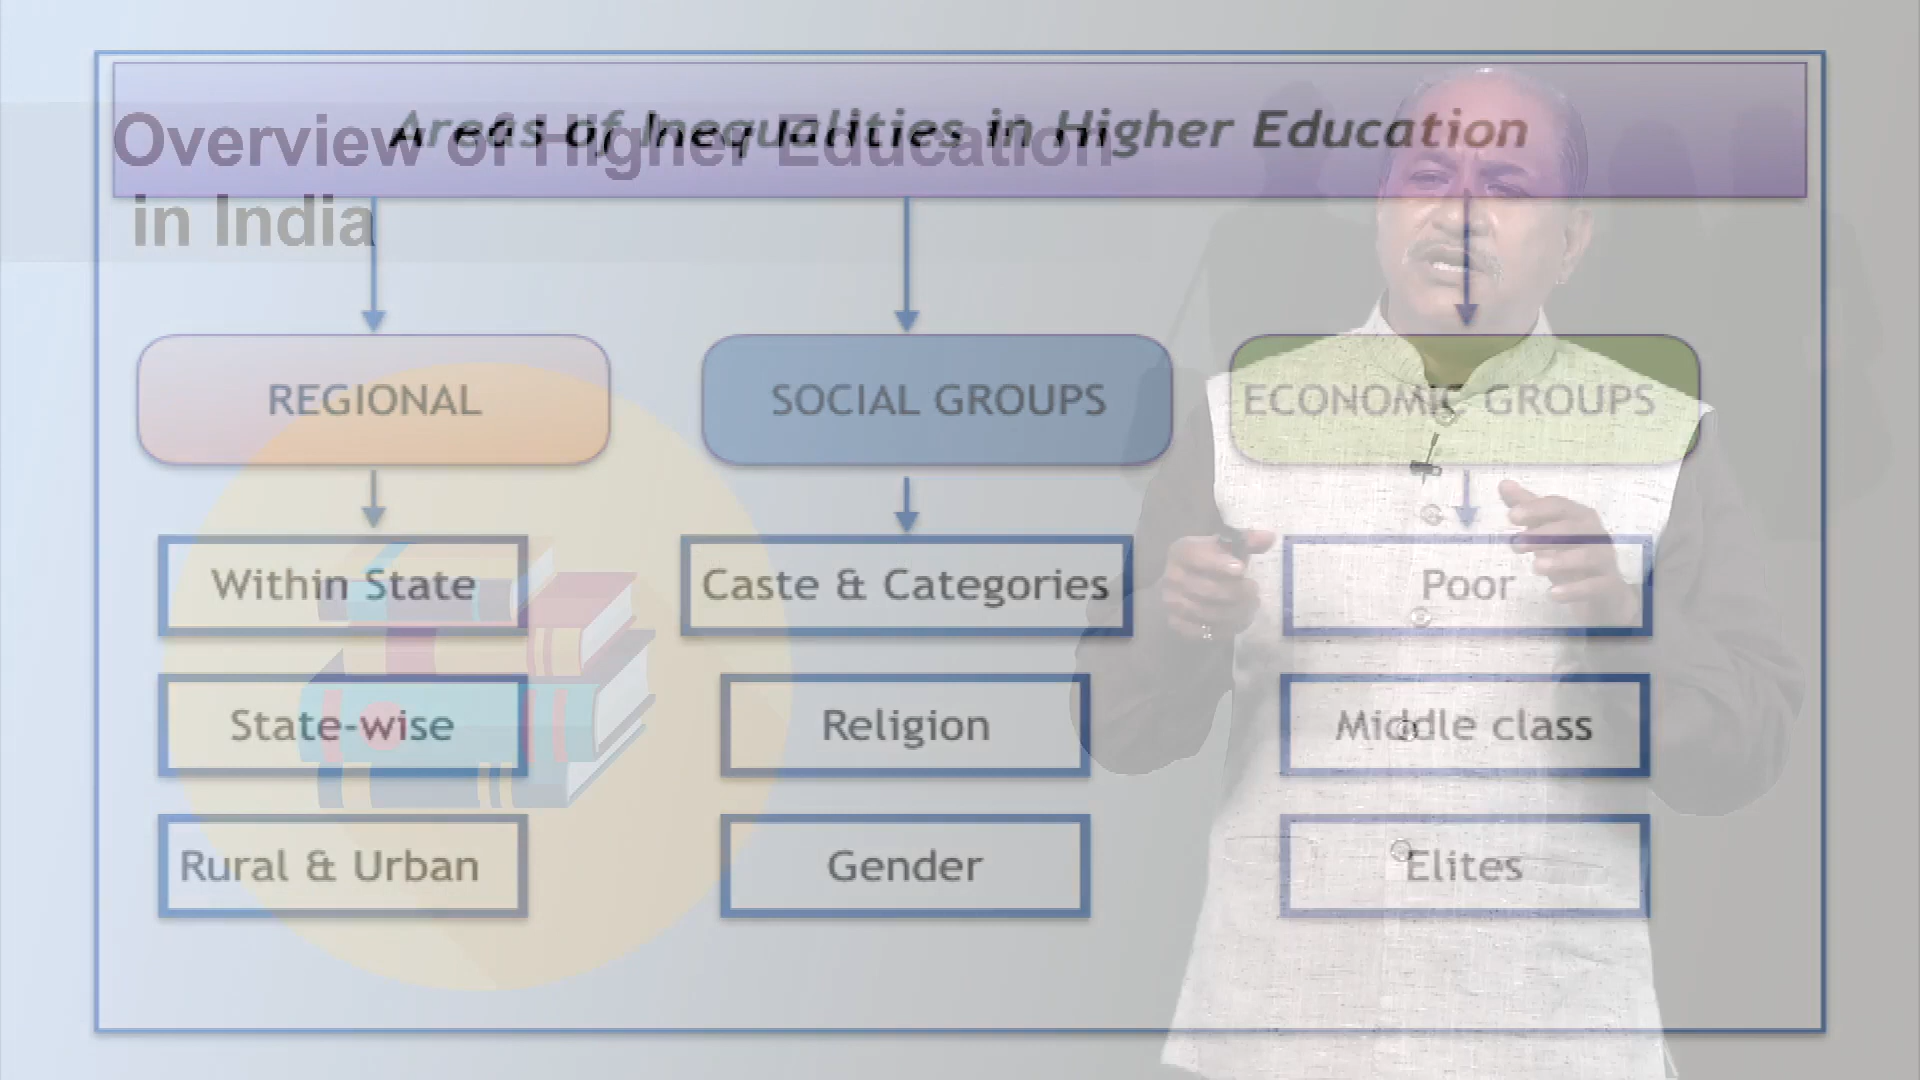 Areas of Inequalities in Higher Education
Overview of Higher Education
in India
REGIONAL
SOCIAL GROUPS
ECONOMIC GROUPS
Within State
Caste & Categories
Poor
State-wise
Religion
Middle class
Rural & Urban
Gender
Elites